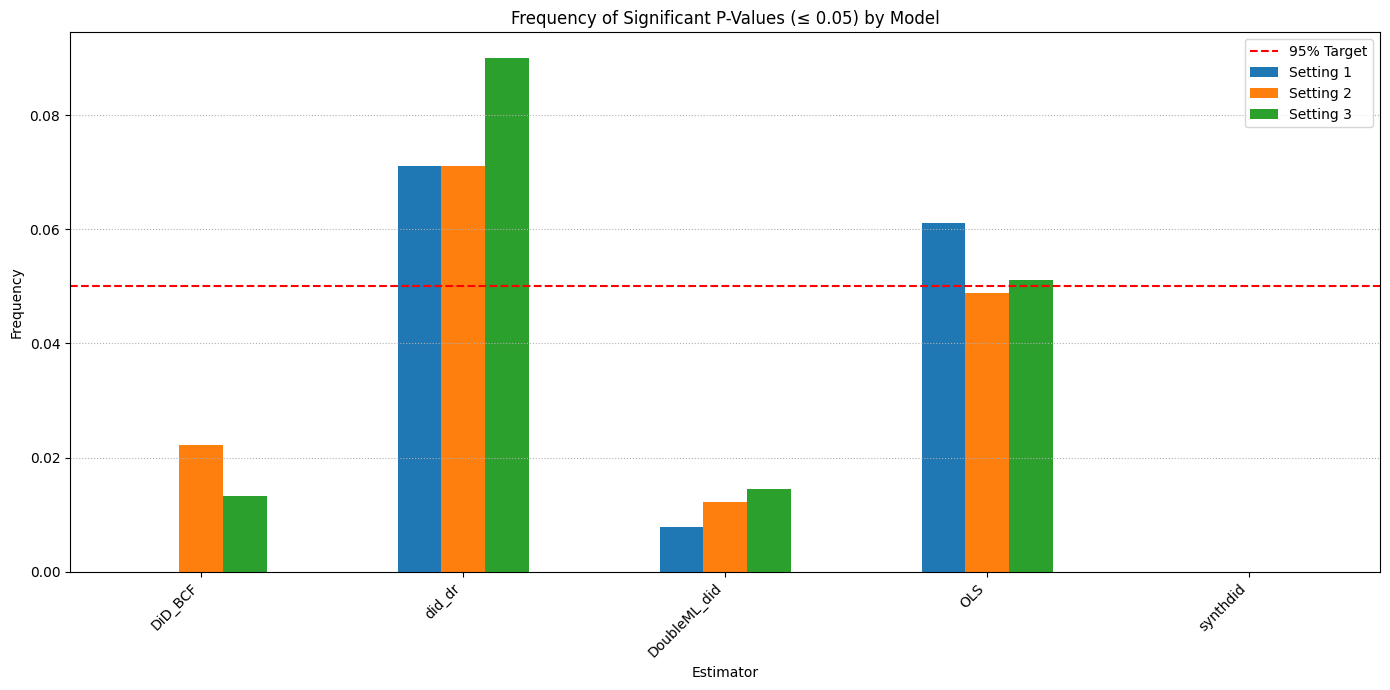 Frequency of Significant P-Values (≤ 0.05) by Model
95% Target
Setting 1
Setting 2
Setting 3
Frequency
0.08
0.06
0.04
0.02
0.00
DiD_BCF
did_dr
DoubleML_did
OLS
synthdid
Estimator